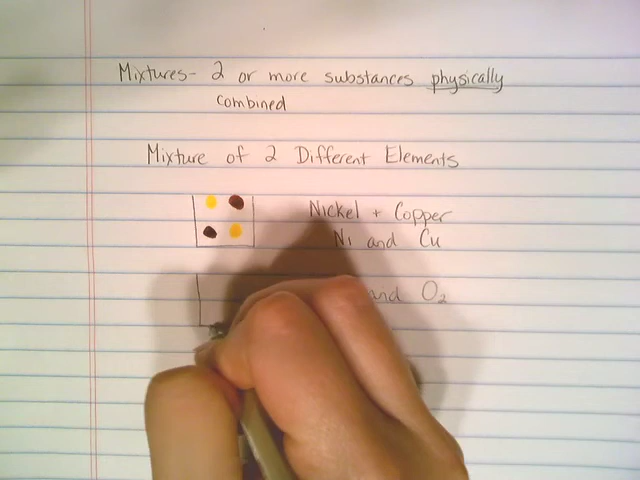 Mixtures- 2 or more substances physically
combined
Mixture of 2 Different Elements
Nickel + Copper
Ni and Cu
and O₂